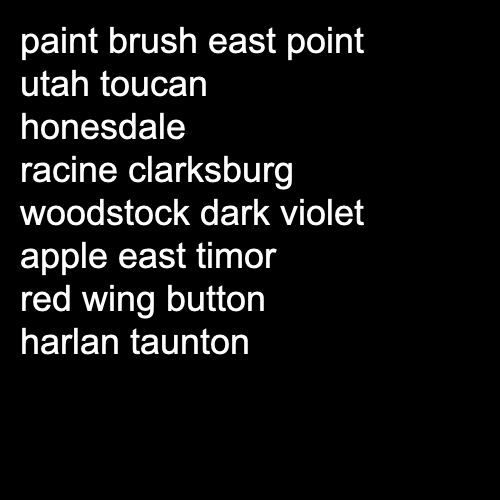 paint brush east point
utah toucan
honesdale
racine clarksburg
woodstock dark violet
apple east timor
red wing button
harlan taunton